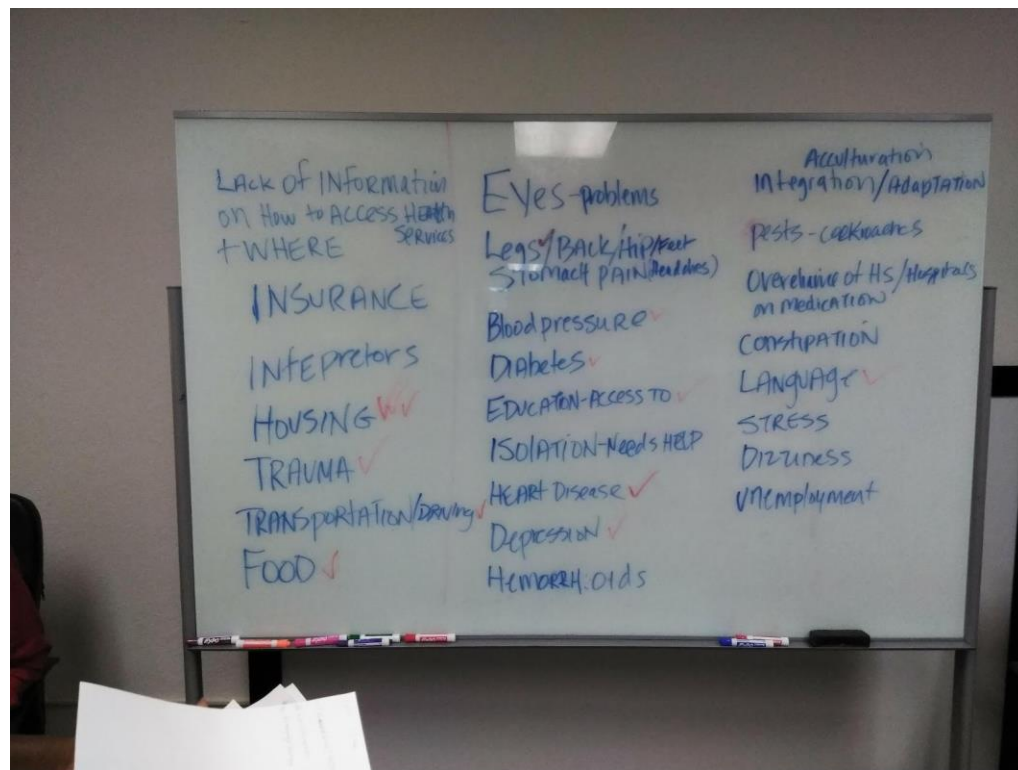 Lack of Information
on How to Access Health
Services
+ WHERE
INSURANCE
Intepretors
HOUSING
TRAUMA
TRANSportATION/DRiving
FOOD
Eyes-problems
Legs/BACK/Hip/Feet
STOMACH PAIN (Headaches)
Blood pressure
Diabetes
EDUCATION-ACCESS TO
ISOlATION-Needs HELP
HEART Disease
Depression
HemoRRHoids
Acculturation
Integration/AdapTATION
Pests-cockroaches
of HS/Hospitals
on medication
CONStipATION
LANguAge
STRESS
DIZZINESS
Unemployment